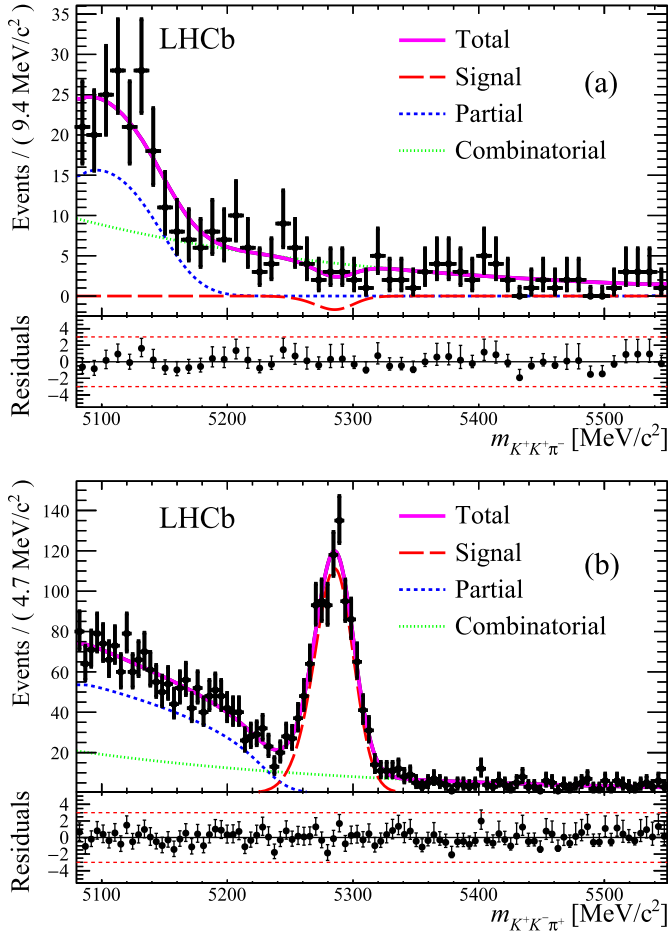 LHCb
(a)
Total
Signal
Partial
Combinatorial
Events / ( 9.4 MeV/c² )
35
30
25
20
15
10
5
0
Residuals
4
2
0
−2
−4
5100 5200 5300 5400 5500
m_{K⁺K⁺π⁻} [MeV/c²]
LHCb
(b)
Total
Signal
Partial
Combinatorial
Events / ( 4.7 MeV/c² )
140
120
100
80
60
40
20
Residuals
4
2
0
−2
−4
5100 5200 5300 5400 5500
m_{K⁺K⁻π⁺} [MeV/c²]